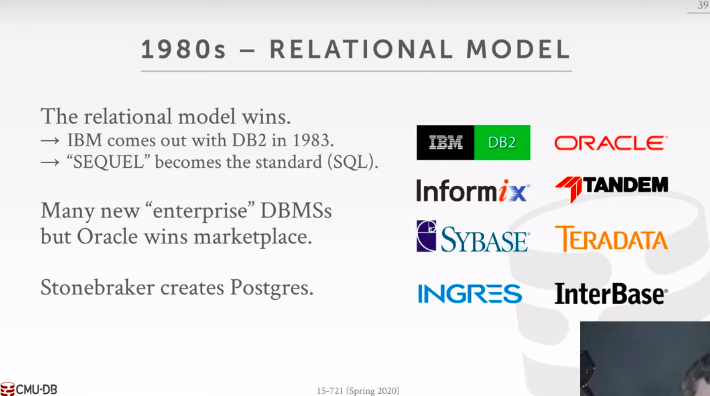 39
1980s – RELATIONAL MODEL
The relational model wins.
→ IBM comes out with DB2 in 1983.
→ “SEQUEL” becomes the standard (SQL).
Many new “enterprise” DBMSs
but Oracle wins marketplace.
Stonebraker creates Postgres.
IBM DB2
ORACLE
Informix
TANDEM
SYBASE
TERADATA
INGRES
InterBase
CMU·DB
15-721 (Spring 2020)